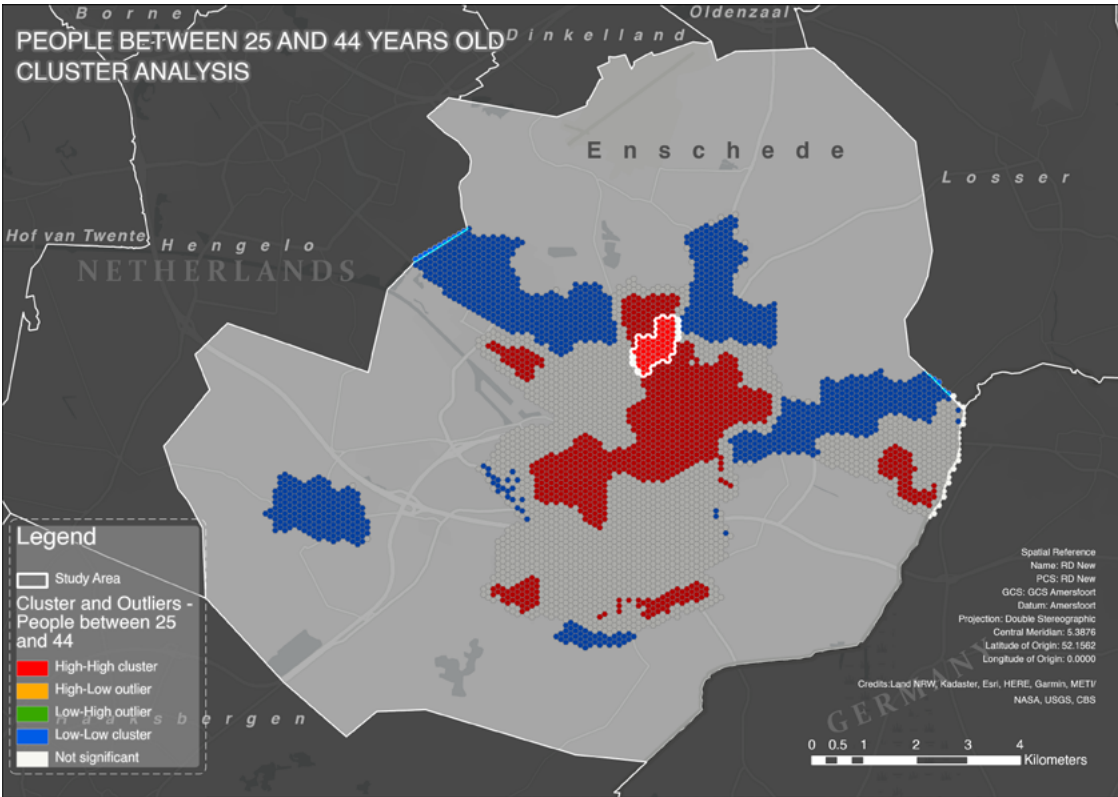 Borne
Oldenzaal
PEOPLE BETWEEN 25 AND 44 YEARS OLD
CLUSTER ANALYSIS
Dinkelland
Enschede
Losser
Hof van Twente
Hengelo
NETHERLANDS
Legend
Study Area
Cluster and Outliers -
People between 25
and 44
High-High cluster
High-Low outlier
Low-High outlier
Low-Low cluster
Not significant
Haaksbergen
Spatial Reference
Name: RD New
PCS: RD New
GCS: GCS Amersfoort
Datum: Amersfoort
Projection: Double Stereographic
Central Meridian: 5.3876
Latitude of Origin: 52.1562
Longitude of Origin: 0.0000
Credits:Land NRW, Kadaster, Esri, HERE, Garmin, METI/
NASA, USGS, CBS
GERMANY
0 0.5 1 2 3 4
Kilometers